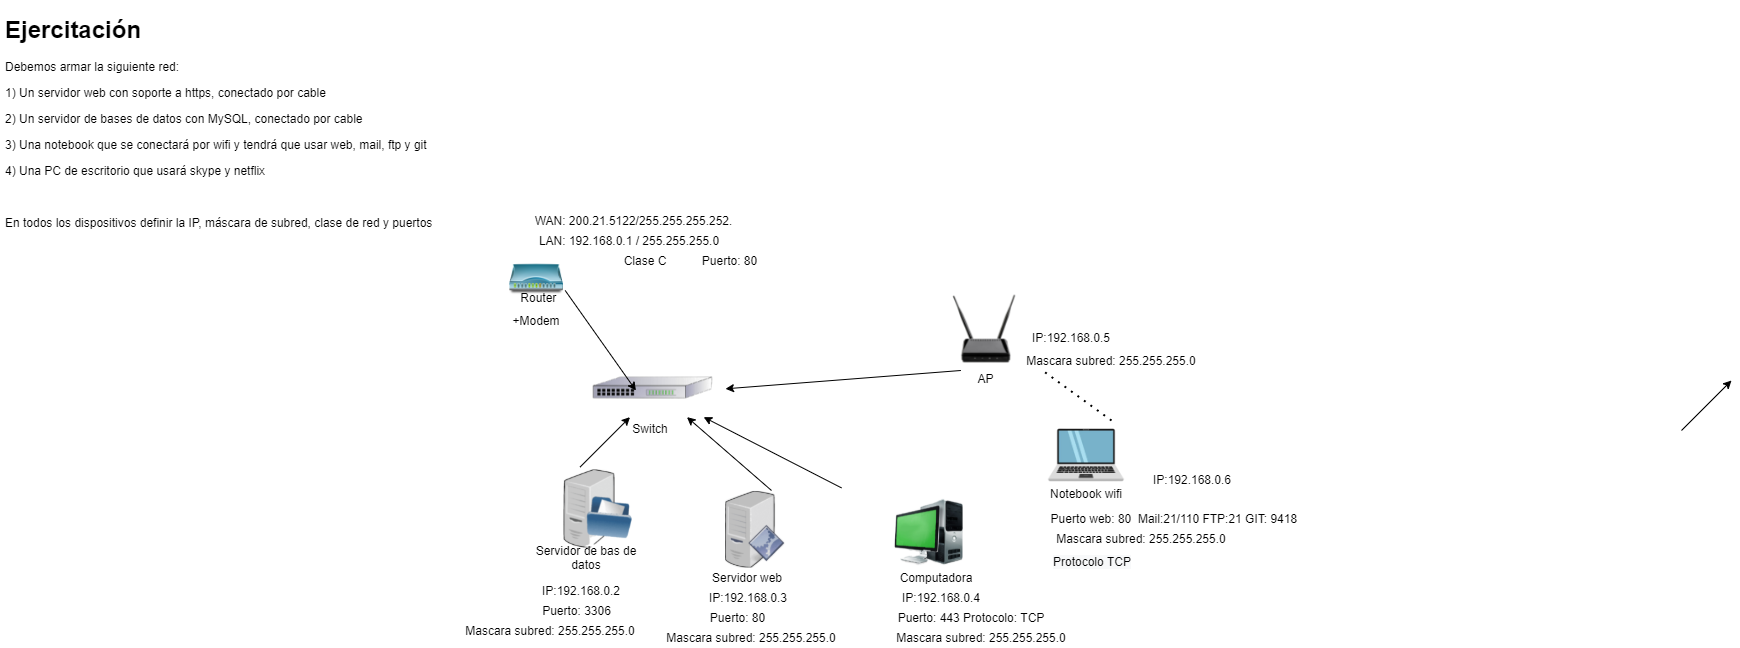 Ejercitación
Debemos armar la siguiente red:
1) Un servidor web con soporte a https, conectado por cable
2) Un servidor de bases de datos con MySQL, conectado por cable
3) Una notebook que se conectará por wifi y tendrá que usar web, mail, ftp y git
4) Una PC de escritorio que usará skype y netflix
En todos los dispositivos definir la IP, máscara de subred, clase de red y puertos
WAN: 200.21.5122/255.255.255.252.
LAN: 192.168.0.1 / 255.255.255.0
Clase C Puerto: 80
Router
+Modem
IP:192.168.0.5
Mascara subred: 255.255.255.0
AP
Switch
IP:192.168.0.6
Notebook wifi
Puerto web: 80 Mail:21/110 FTP:21 GIT: 9418
Mascara subred: 255.255.255.0
Protocolo TCP
Servidor de bas de
datos
IP:192.168.0.2
Puerto: 3306
Mascara subred: 255.255.255.0
Servidor web
IP:192.168.0.3
Puerto: 80
Mascara subred: 255.255.255.0
Computadora
IP:192.168.0.4
Puerto: 443 Protocolo: TCP
Mascara subred: 255.255.255.0